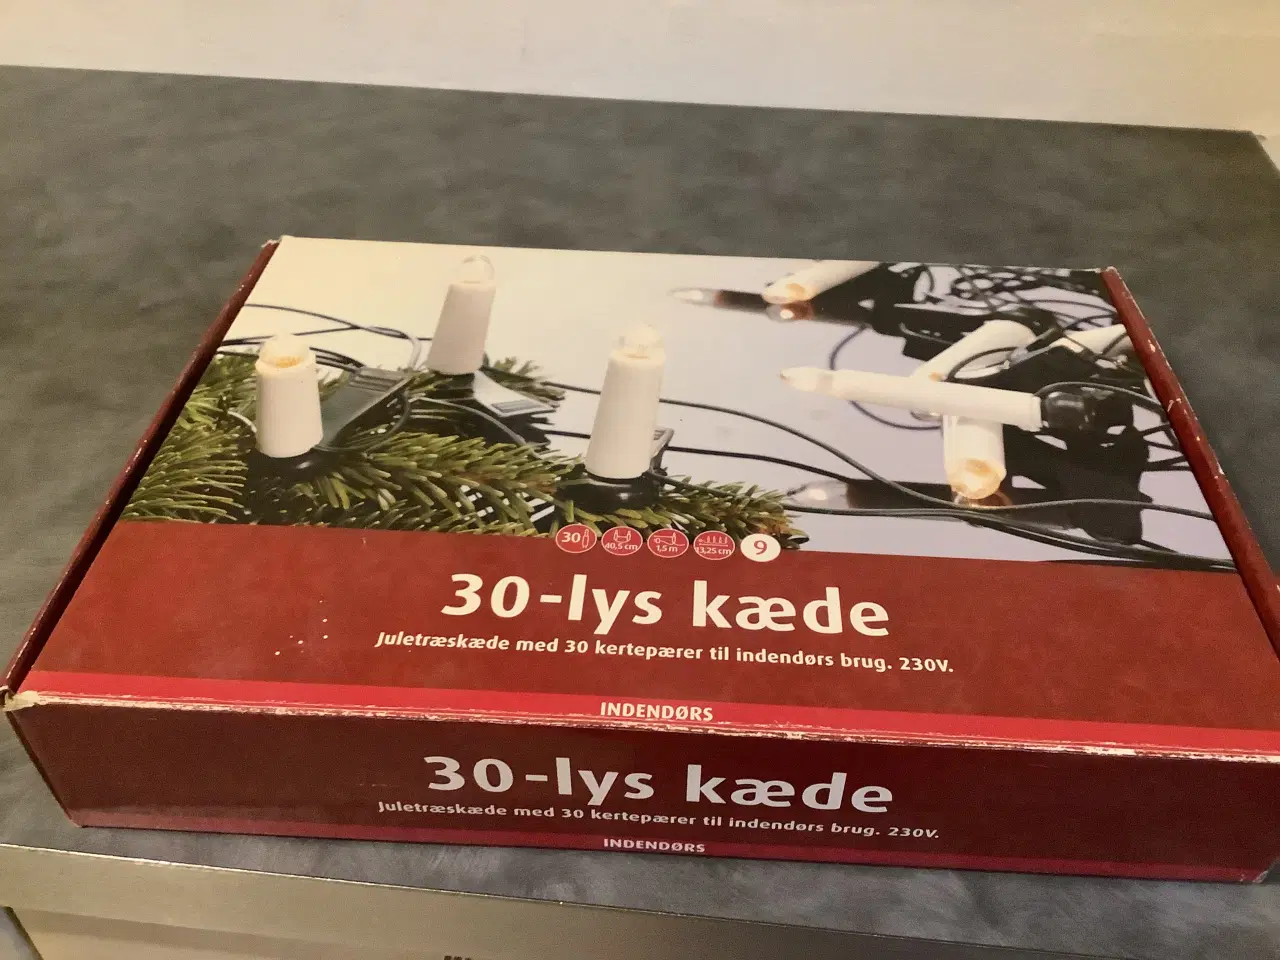 30 40,5 cm 1,5 m 13,25 cm 9
30-lys kæde
Juletræskæde med 30 kertepærer til indendørs brug. 230V.
INDENDØRS
30-lys kæde
Juletræskæde med 30 kertepærer til indendørs brug. 230V.
INDENDØRS